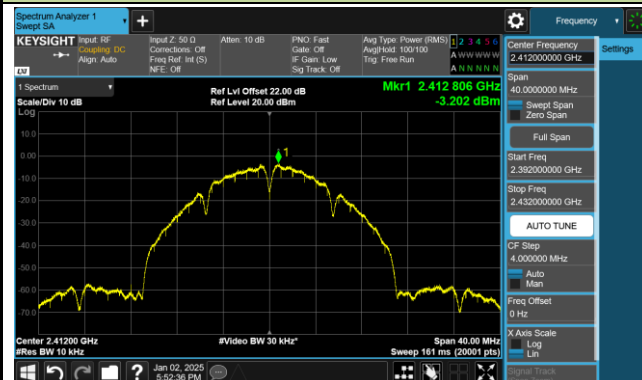 Spectrum Analyzer 1
Swept SA
+
Frequency
KEYSIGHT
Input: RF
Coupling: DC
Align: Auto
Input Z: 50 Ω
Corrections: Off
Freq Ref: Int (S)
NFE: Off
Atten: 10 dB
PNO: Fast
Gate: Off
IF Gain: Low
Sig Track: Off
Avg Type: Power (RMS)
Avg|Hold: 100/100
Trig: Free Run
1 2 3 4 5 6
A W W W W W
A N N N N N
LXI
1 Spectrum
Scale/Div 10 dB
Log
Ref Lvl Offset 22.00 dB
Ref Level 20.00 dBm
Mkr1 2.412 806 GHz
-3.202 dBm
10.0
0.00
-10.0
-20.0
-30.0
-40.0
-50.0
-60.0
-70.0
1
Center 2.41200 GHz
#Res BW 10 kHz
#Video BW 30 kHz*
Span 40.00 MHz
Sweep 161 ms (20001 pts)
Center Frequency
2.412000000 GHz
Settings
Span
40.0000000 MHz
Swept Span
Zero Span
Full Span
Start Freq
2.392000000 GHz
Stop Freq
2.432000000 GHz
AUTO TUNE
CF Step
4.000000 MHz
Auto
Man
Freq Offset
0 Hz
X Axis Scale
Log
Lin
Signal Track
?
Jan 02, 2025
5:52:36 PM